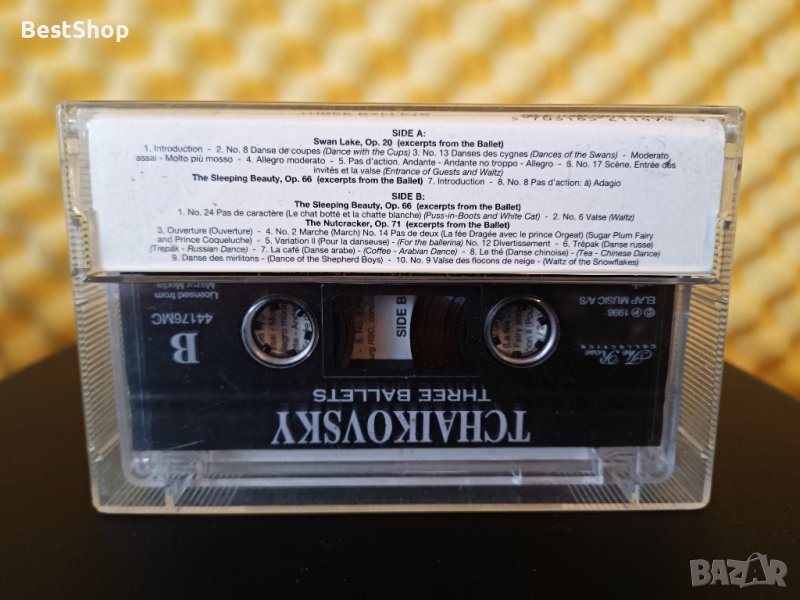 BestShop
SIDE A:
Swan Lake, Op. 20 (excerpts from the Ballet)
1. Introduction - 2. No. 8 Danse de coupes (Dance with the Cups) 3. No. 13 Danses des cygnes (Dances of the Swans) - Moderato
assai - Molto più mosso - 4. Allegro moderato - 5. Pas d'action. Andante - Andante no troppo - Allegro - 6. No. 17 Scène. Entrée des
invités et la valse (Entrance of Guests and Waltz)
The Sleeping Beauty, Op. 66 (excerpts from the Ballet) 7. Introduction - 8. No. 8 Pas d'action: à) Adagio
SIDE B:
The Sleeping Beauty, Op. 66 (excerpts from the Ballet)
1. No. 24 Pas de caractère (Le chat botté et la chatte blanche) (Puss-in-Boots and White Cat) - 2. No. 6 Valse (Waltz)
The Nutcracker, Op. 71 (excerpts from the Ballet)
3. Ouverture (Ouverture) - 4. No. 2 Marche (March) No. 14 Pas de deux (La fée Dragée avec le prince Orgeat) (Sugar Plum Fairy
and Prince Coqueluche) - 5. Variation II (Pour la danseuse) - (For the ballerina) No. 12 Divertissement - 6. Trépak (Danse russe)
(Trepak - Russian Dance) - 7. La café (Danse arabe) - (Coffee - Arabian Dance) - 8. Le thé (Danse chinoise) - (Tea - Chinese Dance)
9. Danse des mirlitons - (Dance of the Shepherd Boys) - 10. No. 9 Valse des flocons de neige - (Waltz of the Snowflakes)
TCHAIKOVSKY
THREE BALLETS
The Rose
COLLECTION
SIDE B
B
℗ © 1998
ELAP MUSIC A/S
44176MC
Licensed from
BAZAR